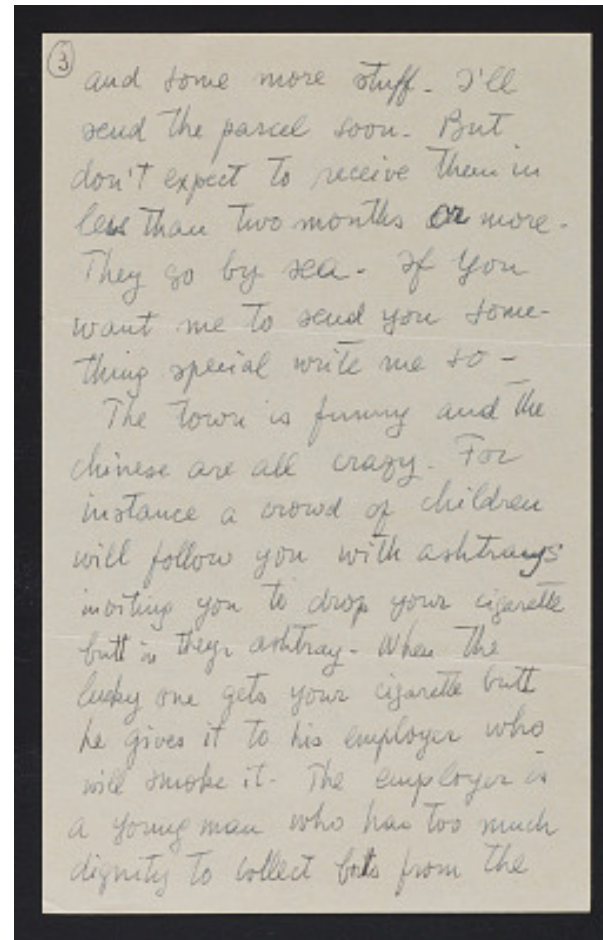 3
and some more stuff - I'll
send the parcel soon - But
don't expect to receive them in
less than two months or more -
They go by sea - If you
want me to send you some-
thing special write me so -
The town is funny and the
chinese are all crazy - For
instance a crowd of children
will follow you with ashtrays
inviting you to drop your cigarette
butt in theyr ashtray - When the
lucky one gets your cigarette butt
he gives it to his employer who
will smoke it - The employer is
a young man who has too much
dignity to collect from the